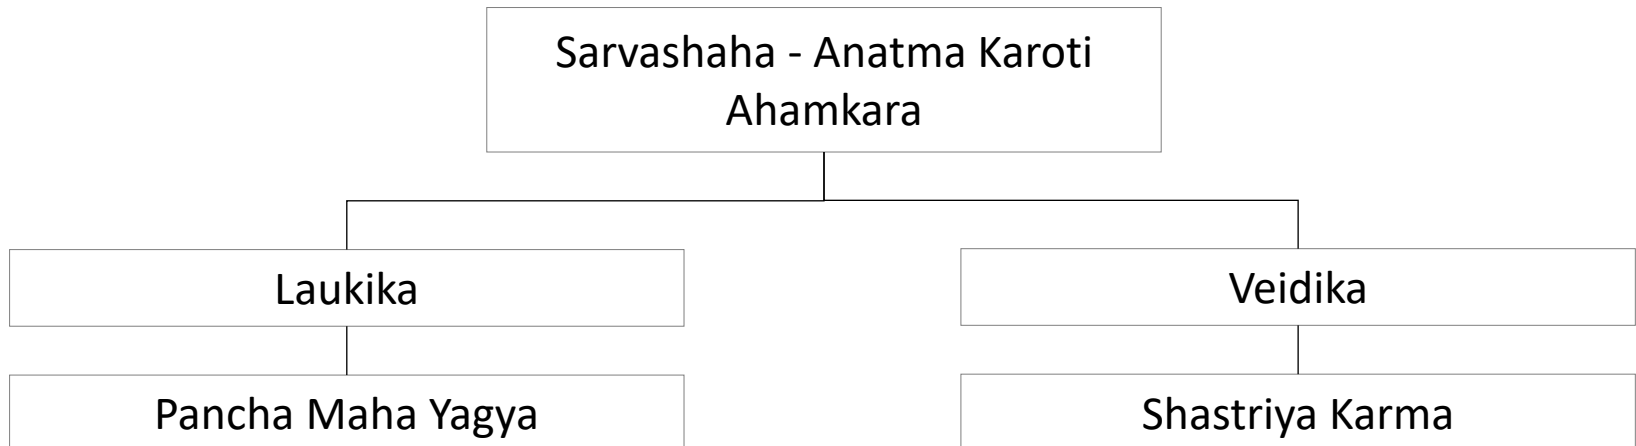 Sarvashaha - Anatma Karoti
Ahamkara
Laukika
Veidika
Pancha Maha Yagya
Shastriya Karma